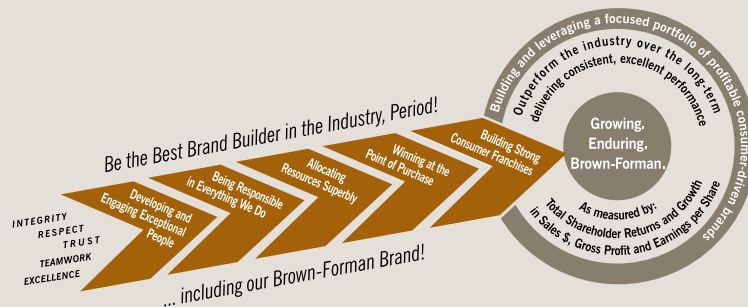 Be the Best Brand Builder in the Industry, Period!
INTEGRITY
RESPECT
TRUST
TEAMWORK
EXCELLENCE
Developing and
Engaging Exceptional
People
Being Responsible
in Everything We Do
Allocating
Resources Superbly
Winning at the
Point of Purchase
Building Strong
Consumer Franchises
... including our Brown-Forman Brand!
Building and leveraging a focused portfolio of profitable consumer-driven brands
Outperform the industry over the long-term
delivering consistent, excellent performance
Growing.
Enduring.
Brown-Forman.
As measured by:
Total Shareholder Returns and Growth
in Sales $, Gross Profit and Earnings per Share